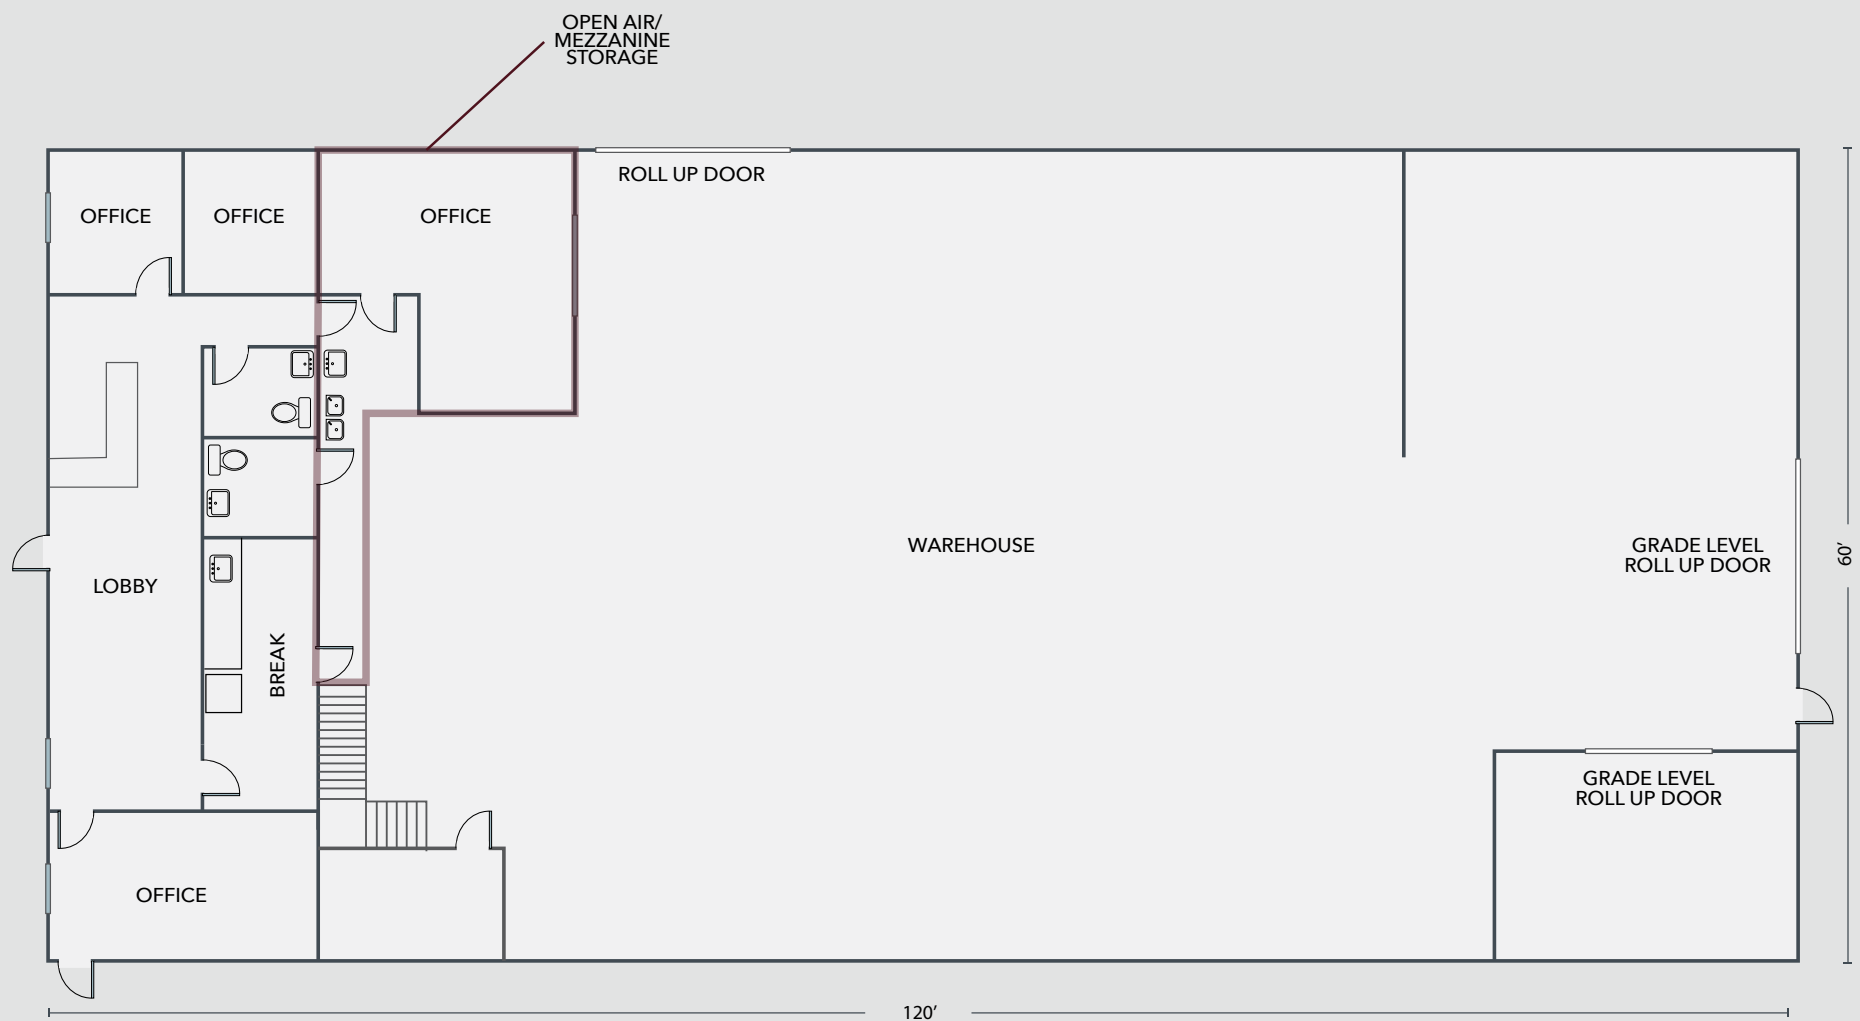 OPEN AIR/
MEZZANINE
STORAGE
ROLL UP DOOR
OFFICE
OFFICE
OFFICE
WAREHOUSE
GRADE LEVEL
ROLL UP DOOR
60’
LOBBY
BREAK
GRADE LEVEL
ROLL UP DOOR
OFFICE
120’